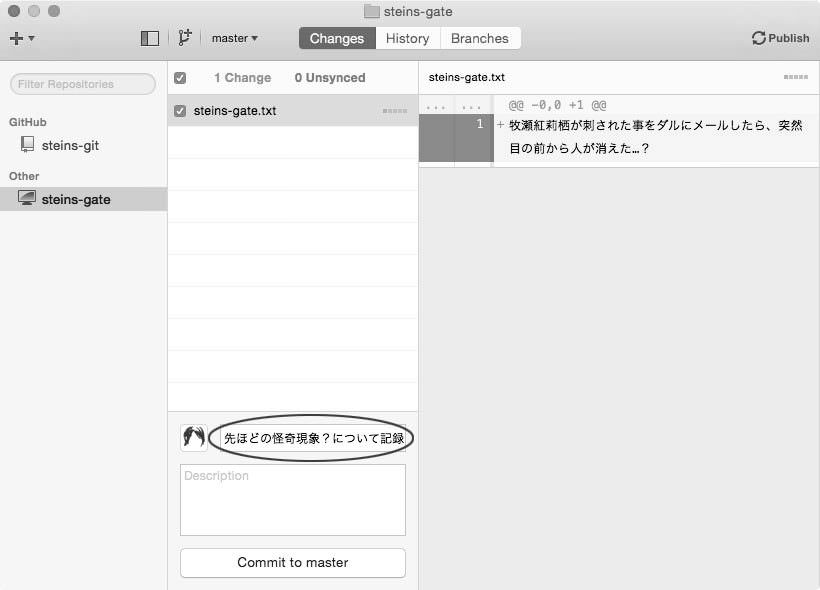 steins-gate
master
Changes
History
Branches
Publish
Filter Repositories
GitHub
steins-git
Other
steins-gate
1 Change
0 Unsynced
steins-gate.txt
先ほどの怪奇現象？について記録
Description
Commit to master
steins-gate.txt
... ... @@ -0,0 +1 @@
1 + 牧瀬紅莉栖が刺された事をダルにメールしたら、突然
目の前から人が消えた…？